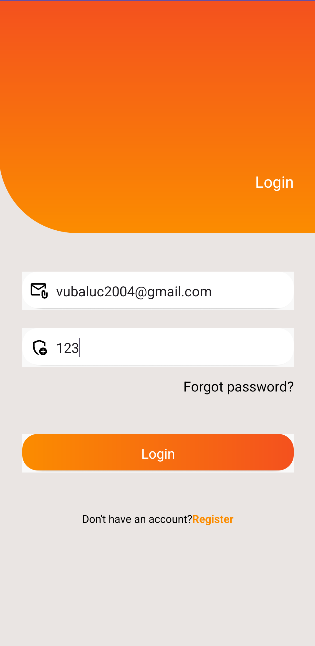 Login
vubaluc2004@gmail.com
123
Forgot password?
Login
Don't have an account?Register